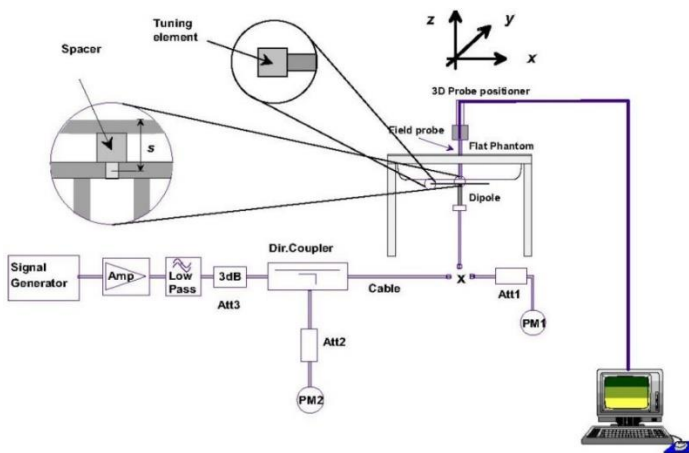 Tuning
element
Spacer
s
z
y
x
3D Probe positioner
Field probe
Flat Phantom
Dipole
Dir.Coupler
Signal
Generator
Amp
Low
Pass
3dB
Att3
Cable
x
Att1
PM1
Att2
PM2